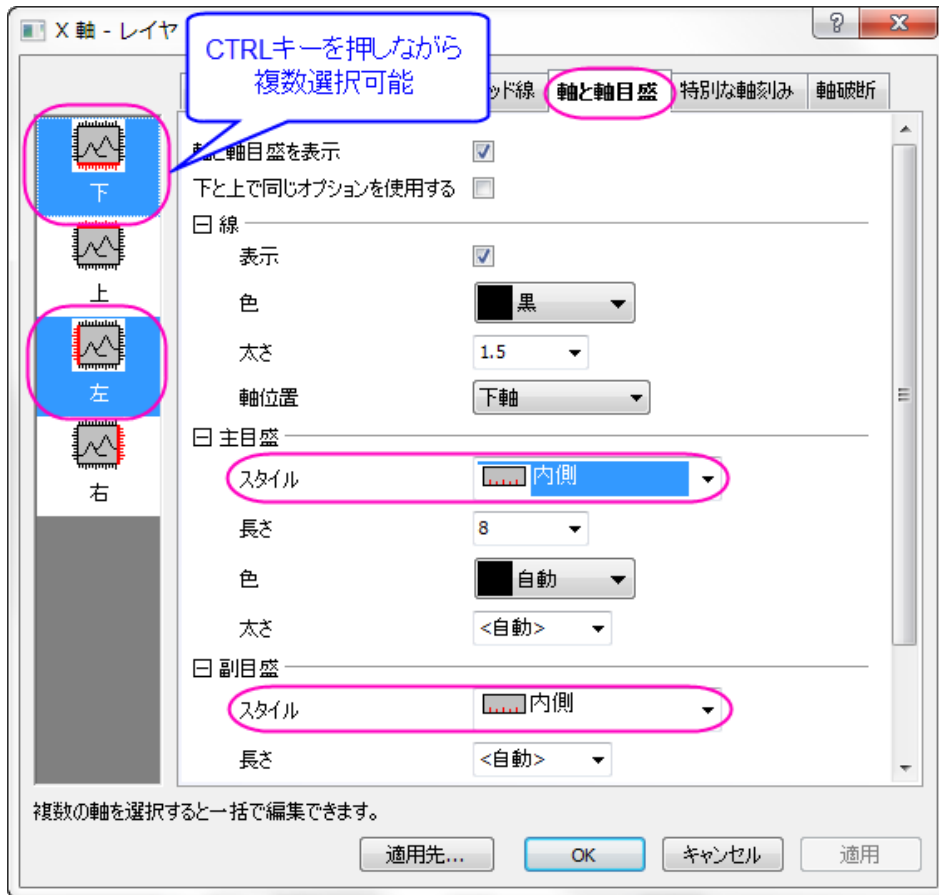 X 軸 - レイヤ
CTRLキーを押しながら
複数選択可能
ッド線 軸と軸目盛 特別な軸刻み 軸破断
下
上
左
右
軸と軸目盛を表示
下と上で同じオプションを使用する
線
表示
色 黒
太さ 1.5
軸位置 下軸
主目盛
スタイル 内側
長さ 8
色 自動
太さ <自動>
副目盛
スタイル 内側
長さ <自動>
複数の軸を選択すると一括で編集できます。
適用先... OK キャンセル 適用